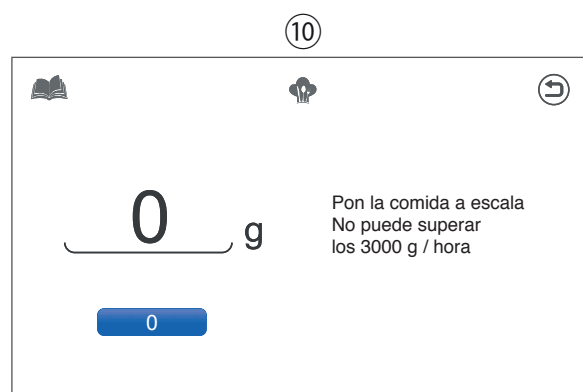 ⑩
0 g
Pon la comida a escala
No puede superar
los 3000 g / hora
0